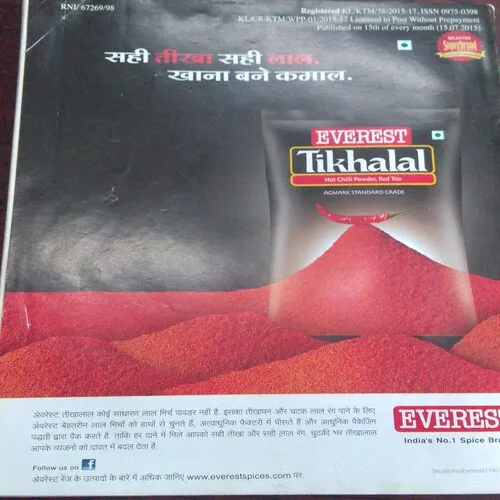 RNI/ 67269/98
Registered KL/KTM/58/2015-17, ISSN 0975-0398
KL/CR/KTM/WPP-01/2015-17 Licensed to Post Without Prepayment
Published on 15th of every month (15.07.2015)
SELECTED
Superbrand
सही तीखा सही लाल.
खाना बने कमाल.
EVEREST
Tikhalal
Hot Chilli Powder, Red Too
AGMARK STANDARD GRADE
एवरेस्ट तीखालाल कोई साधारण लाल मिर्च पावडर नहीं है. इसका तीखापन और चटक लाल रंग पाने के लिए
एवरेस्ट बेहतरीन लाल मिर्चों को हाथों से चुनते हैं, अत्याधुनिक फैक्टरी में पीसते हैं और आधुनिक पैकेजिंग
पद्धती द्वारा पैक करते है. ताकि हर दाने में मिले आपको सही तीखा और सही लाल रंग. चुटकी भर तीखालाल
आपके व्यंजनों को दावत में बदल देता है.
EVEREST
India's No.1 Spice Bra
Follow us on f
एवरेस्ट रेंज के उत्पादों के बारे में अधिक जानिए www.everestspices.com पर.